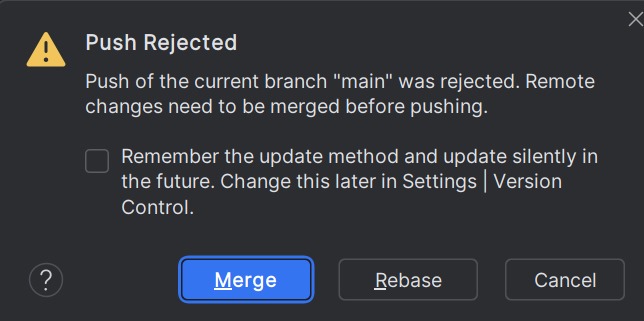 Push Rejected
Push of the current branch "main" was rejected. Remote
changes need to be merged before pushing.
Remember the update method and update silently in
the future. Change this later in Settings | Version
Control.
?
Merge
Rebase
Cancel